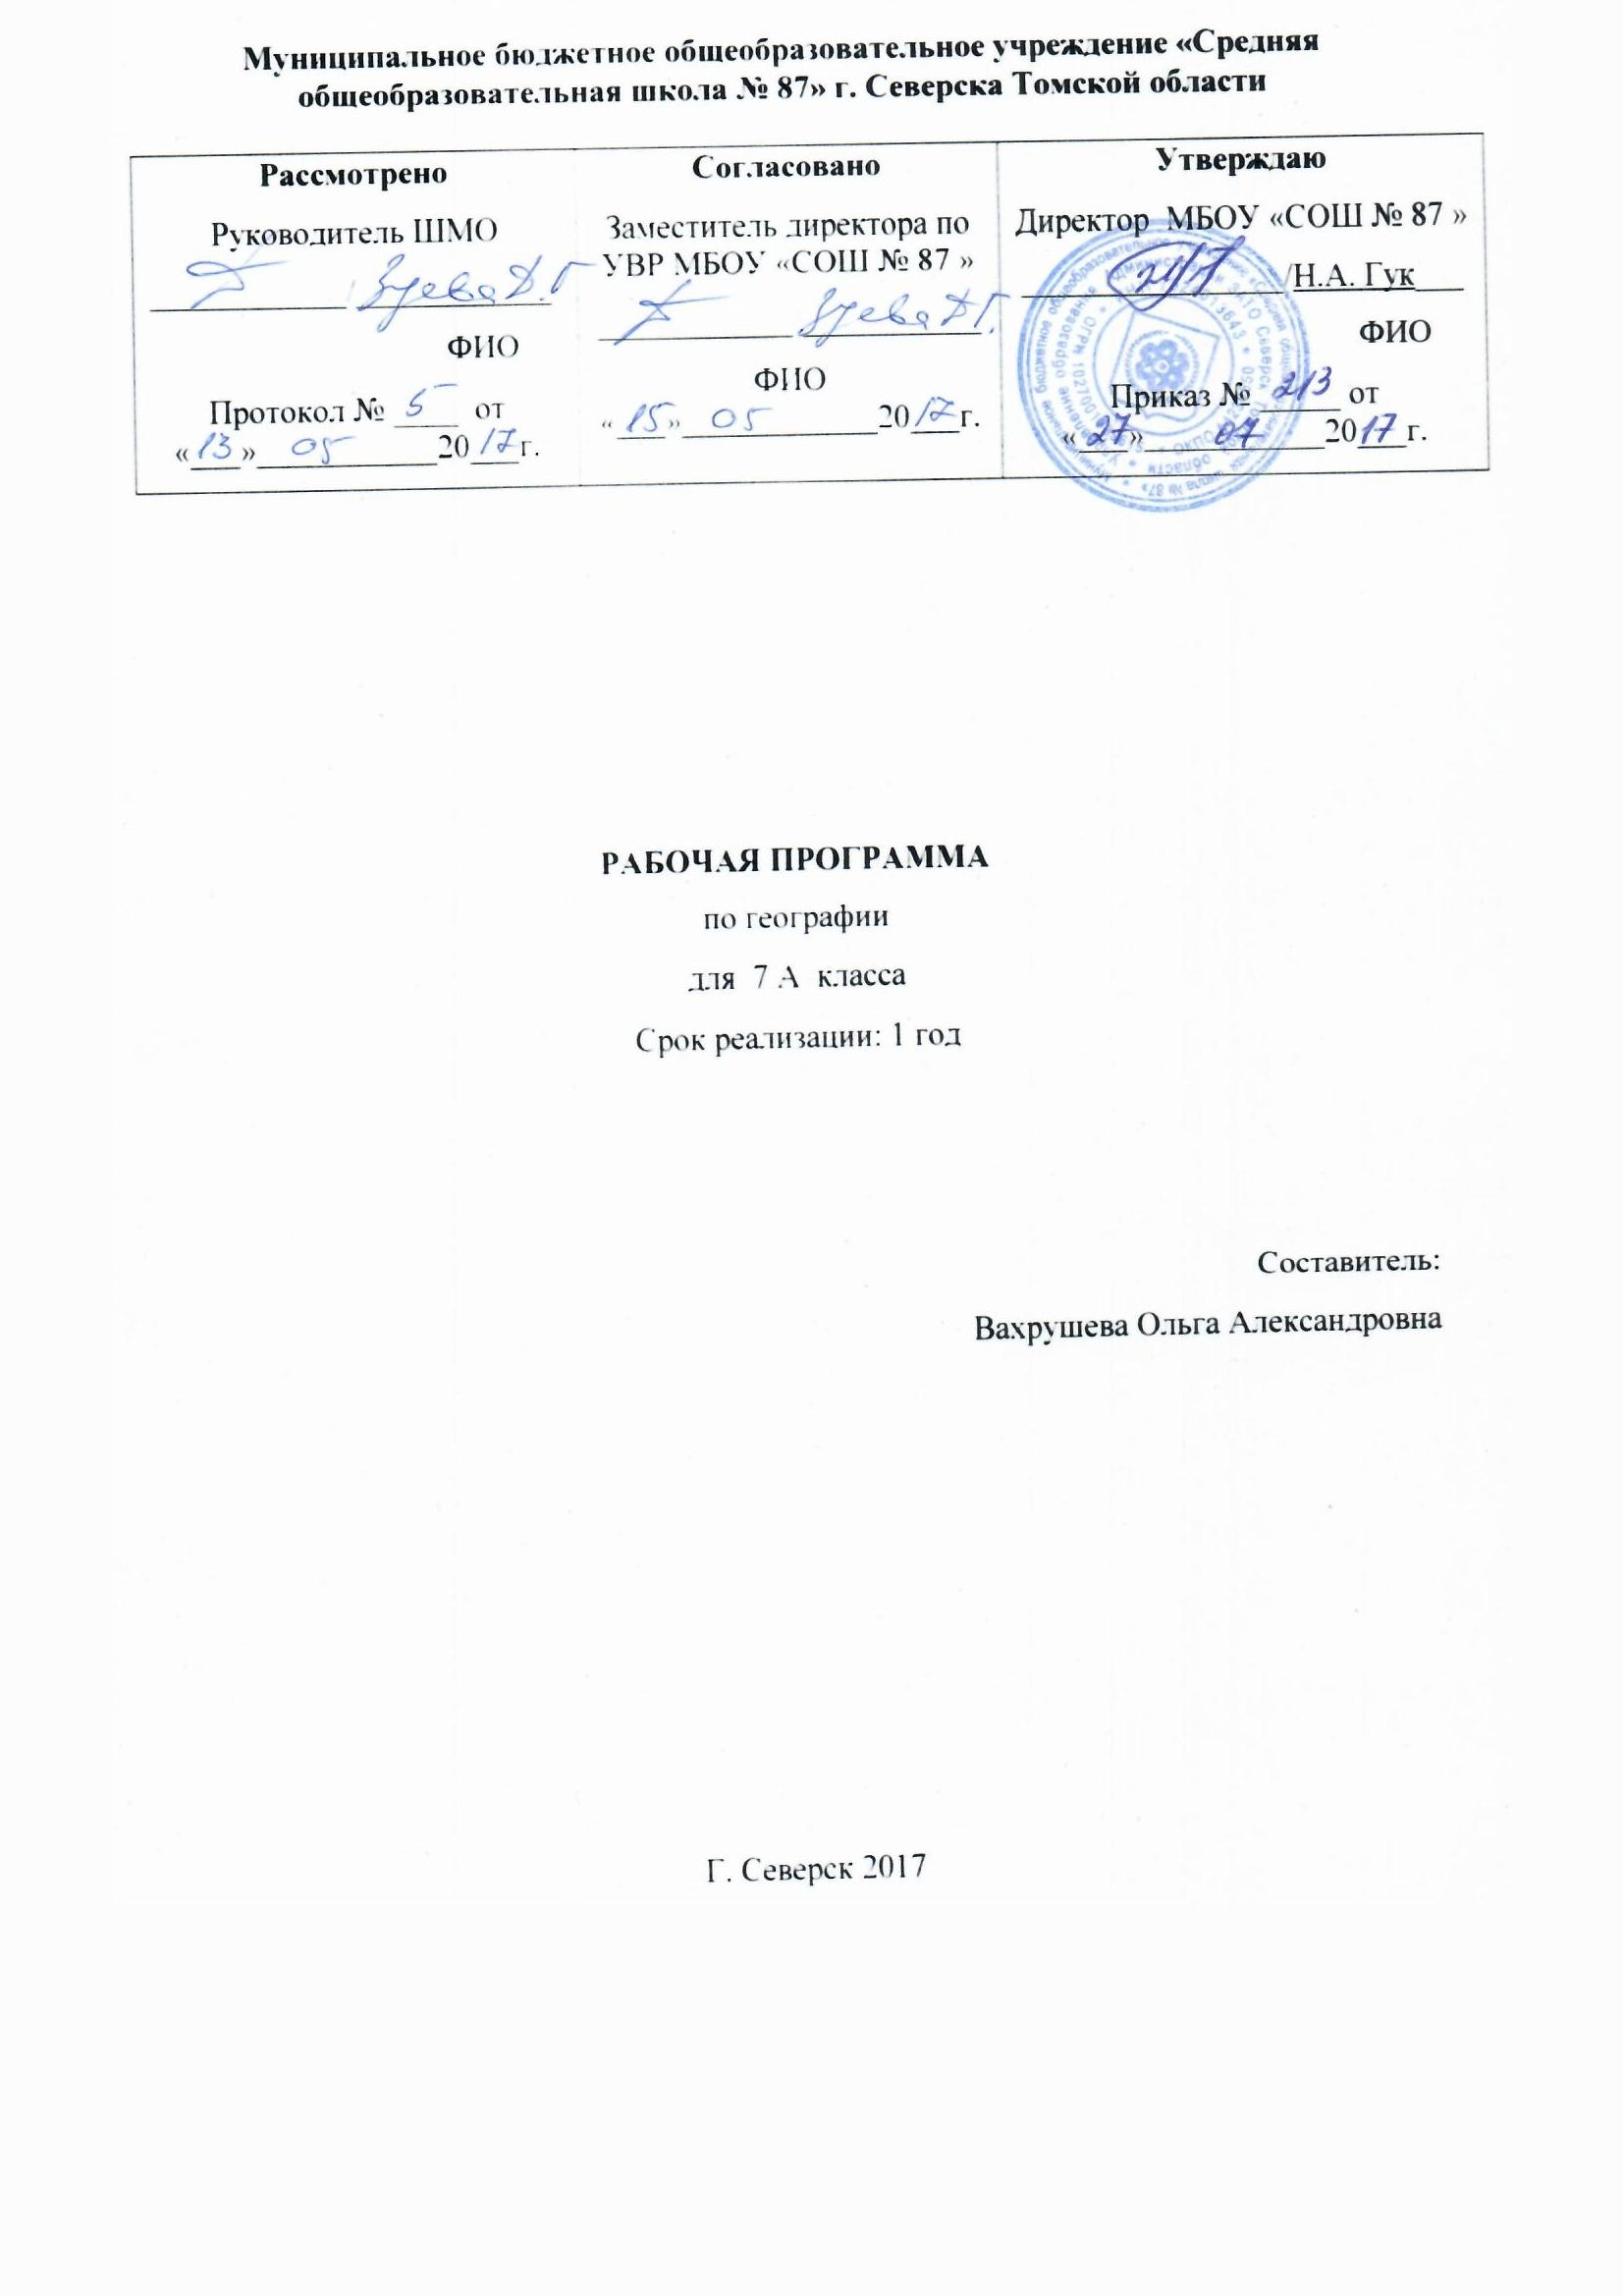 Муниципальное бюджетное общеобразовательное учреждение «Средняя
общеобразовательная школа № 87» г. Северска Томской области
Рассмотрено
Руководитель ШМО
Зуева Д.Г
ФИО
Протокол № 5 от
«13» 05 2017г.
Согласовано
Заместитель директора по
УВР МБОУ «СОШ № 87 »
Зуева Д.Г.
ФИО
«15» 05 2017г.
Утверждаю
Директор МБОУ «СОШ № 87 »
/Н.А. Гук
ФИО
Приказ № 213 от
«27» 07 2017г.
РАБОЧАЯ ПРОГРАММА
по географии
для 7 А класса
Срок реализации: 1 год
Составитель:
Вахрушева Ольга Александровна
Г. Северск 2017